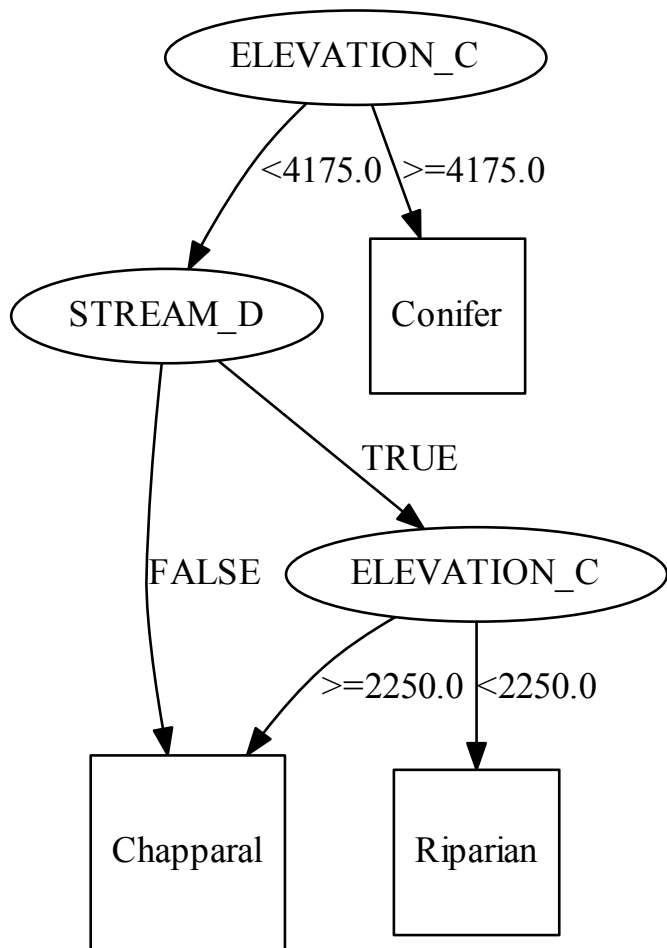 ELEVATION_C
<4175.0
>=4175.0
STREAM_D
Conifer
TRUE
FALSE
ELEVATION_C
>=2250.0
<2250.0
Chapparal
Riparian